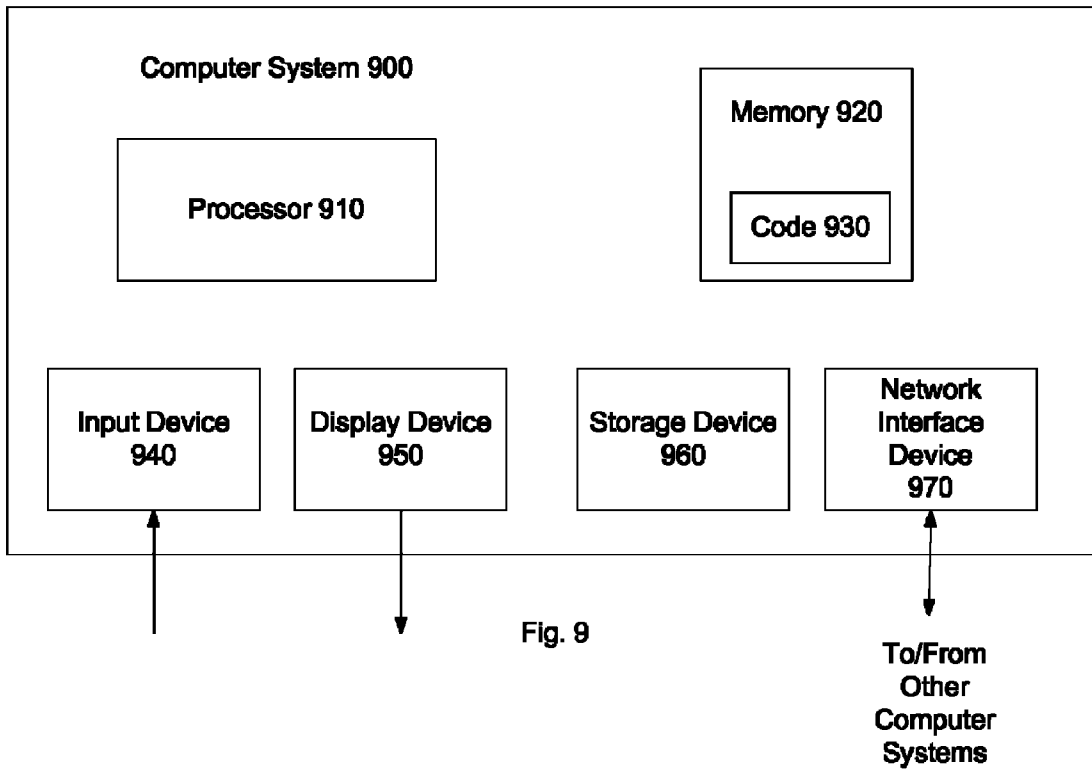 Computer System 900
Memory 920
Processor 910
Code 930
Input Device
940
Display Device
950
Storage Device
960
Network
Interface
Device
970
Fig. 9
To/From
Other
Computer
Systems